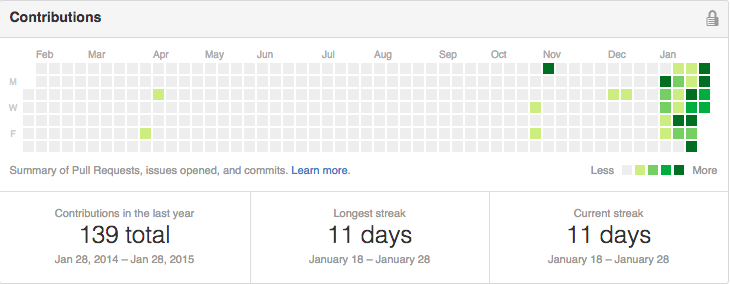 Contributions
Feb Mar Apr May Jun Jul Aug Sep Oct Nov Dec Jan
M
W
F
Summary of Pull Requests, issues opened, and commits. Learn more.
Less More
Contributions in the last year
139 total
Jan 28, 2014 – Jan 28, 2015
Longest streak
11 days
January 18 – January 28
Current streak
11 days
January 18 – January 28